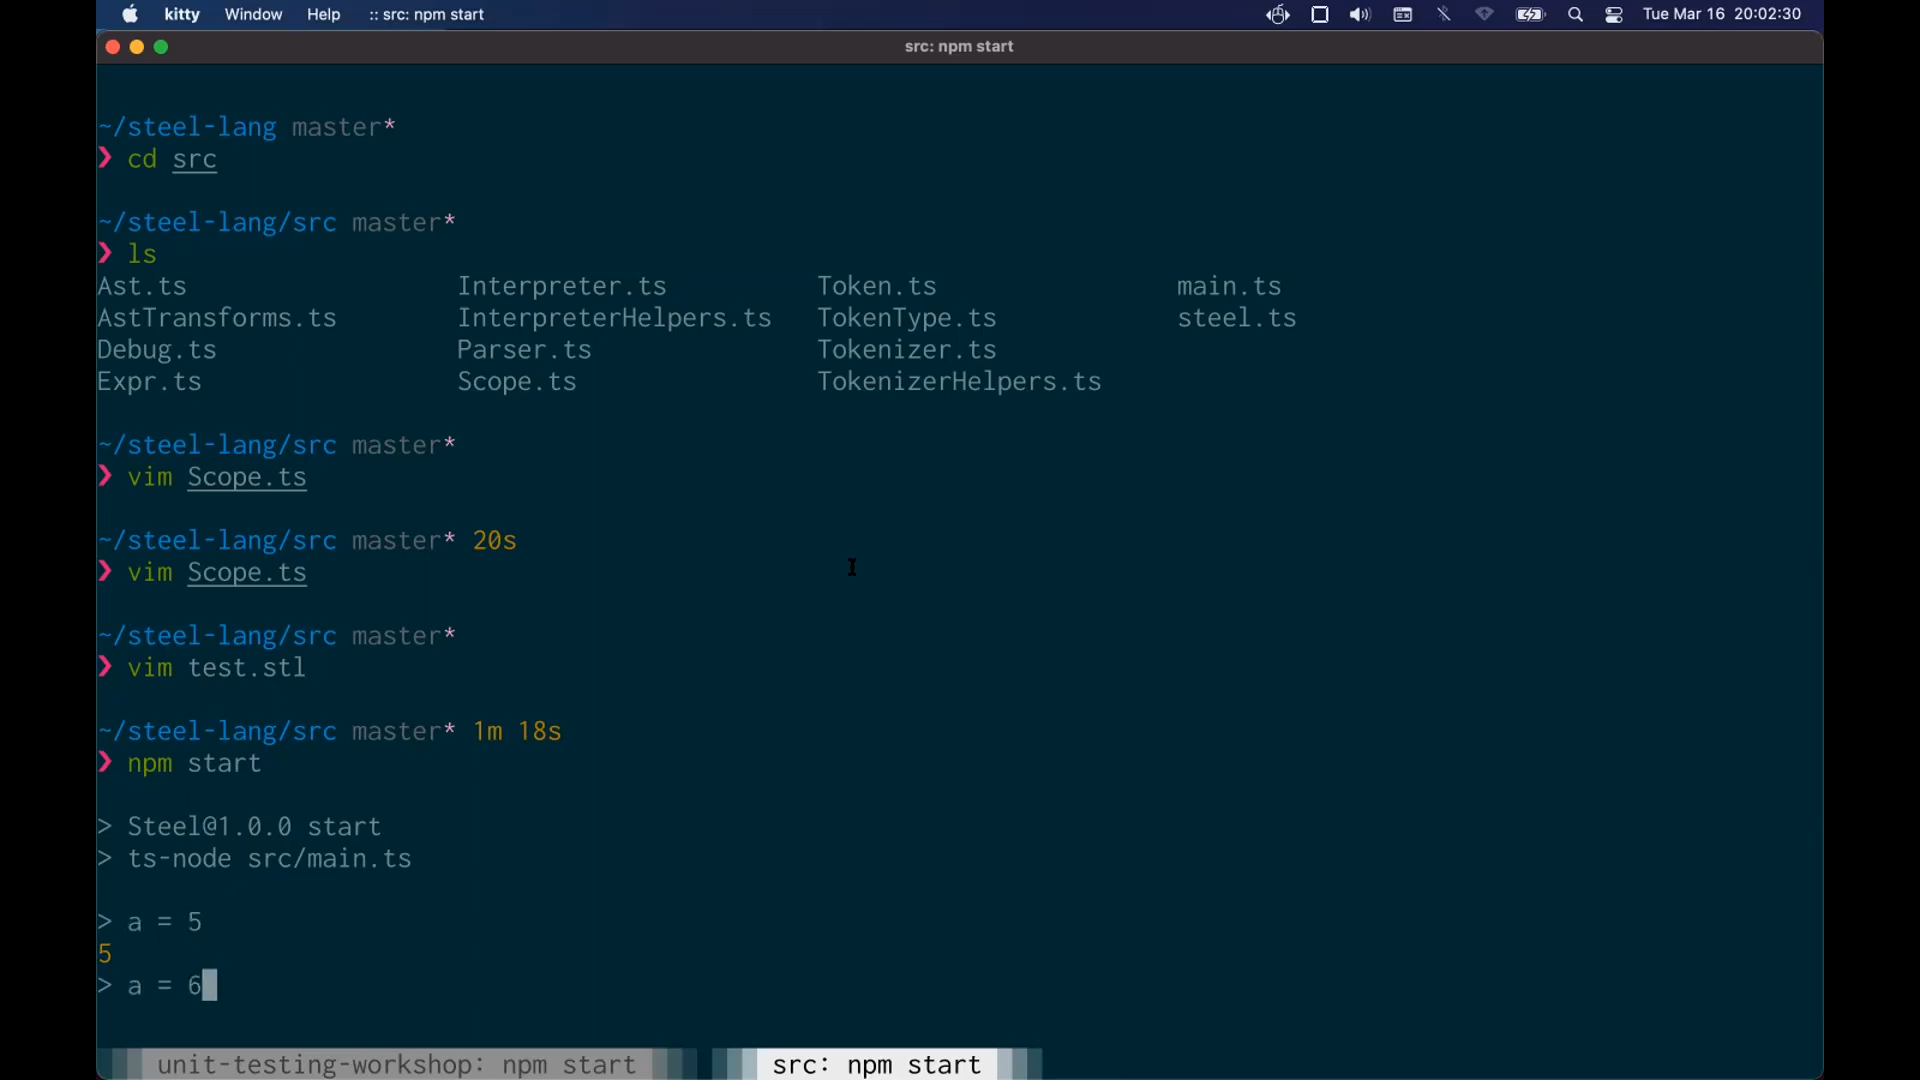 kitty Window Help :: src: npm start Tue Mar 16 20:02:30
src: npm start
~/steel-lang master*
❯ cd src
~/steel-lang/src master*
❯ ls
Ast.ts Interpreter.ts Token.ts main.ts
AstTransforms.ts InterpreterHelpers.ts TokenType.ts steel.ts
Debug.ts Parser.ts Tokenizer.ts
Expr.ts Scope.ts TokenizerHelpers.ts
~/steel-lang/src master*
❯ vim Scope.ts
~/steel-lang/src master* 20s
❯ vim Scope.ts
~/steel-lang/src master*
❯ vim test.stl
~/steel-lang/src master* 1m 18s
❯ npm start
> Steel@1.0.0 start
> ts-node src/main.ts
> a = 5
5
> a = 6
unit-testing-workshop: npm start src: npm start